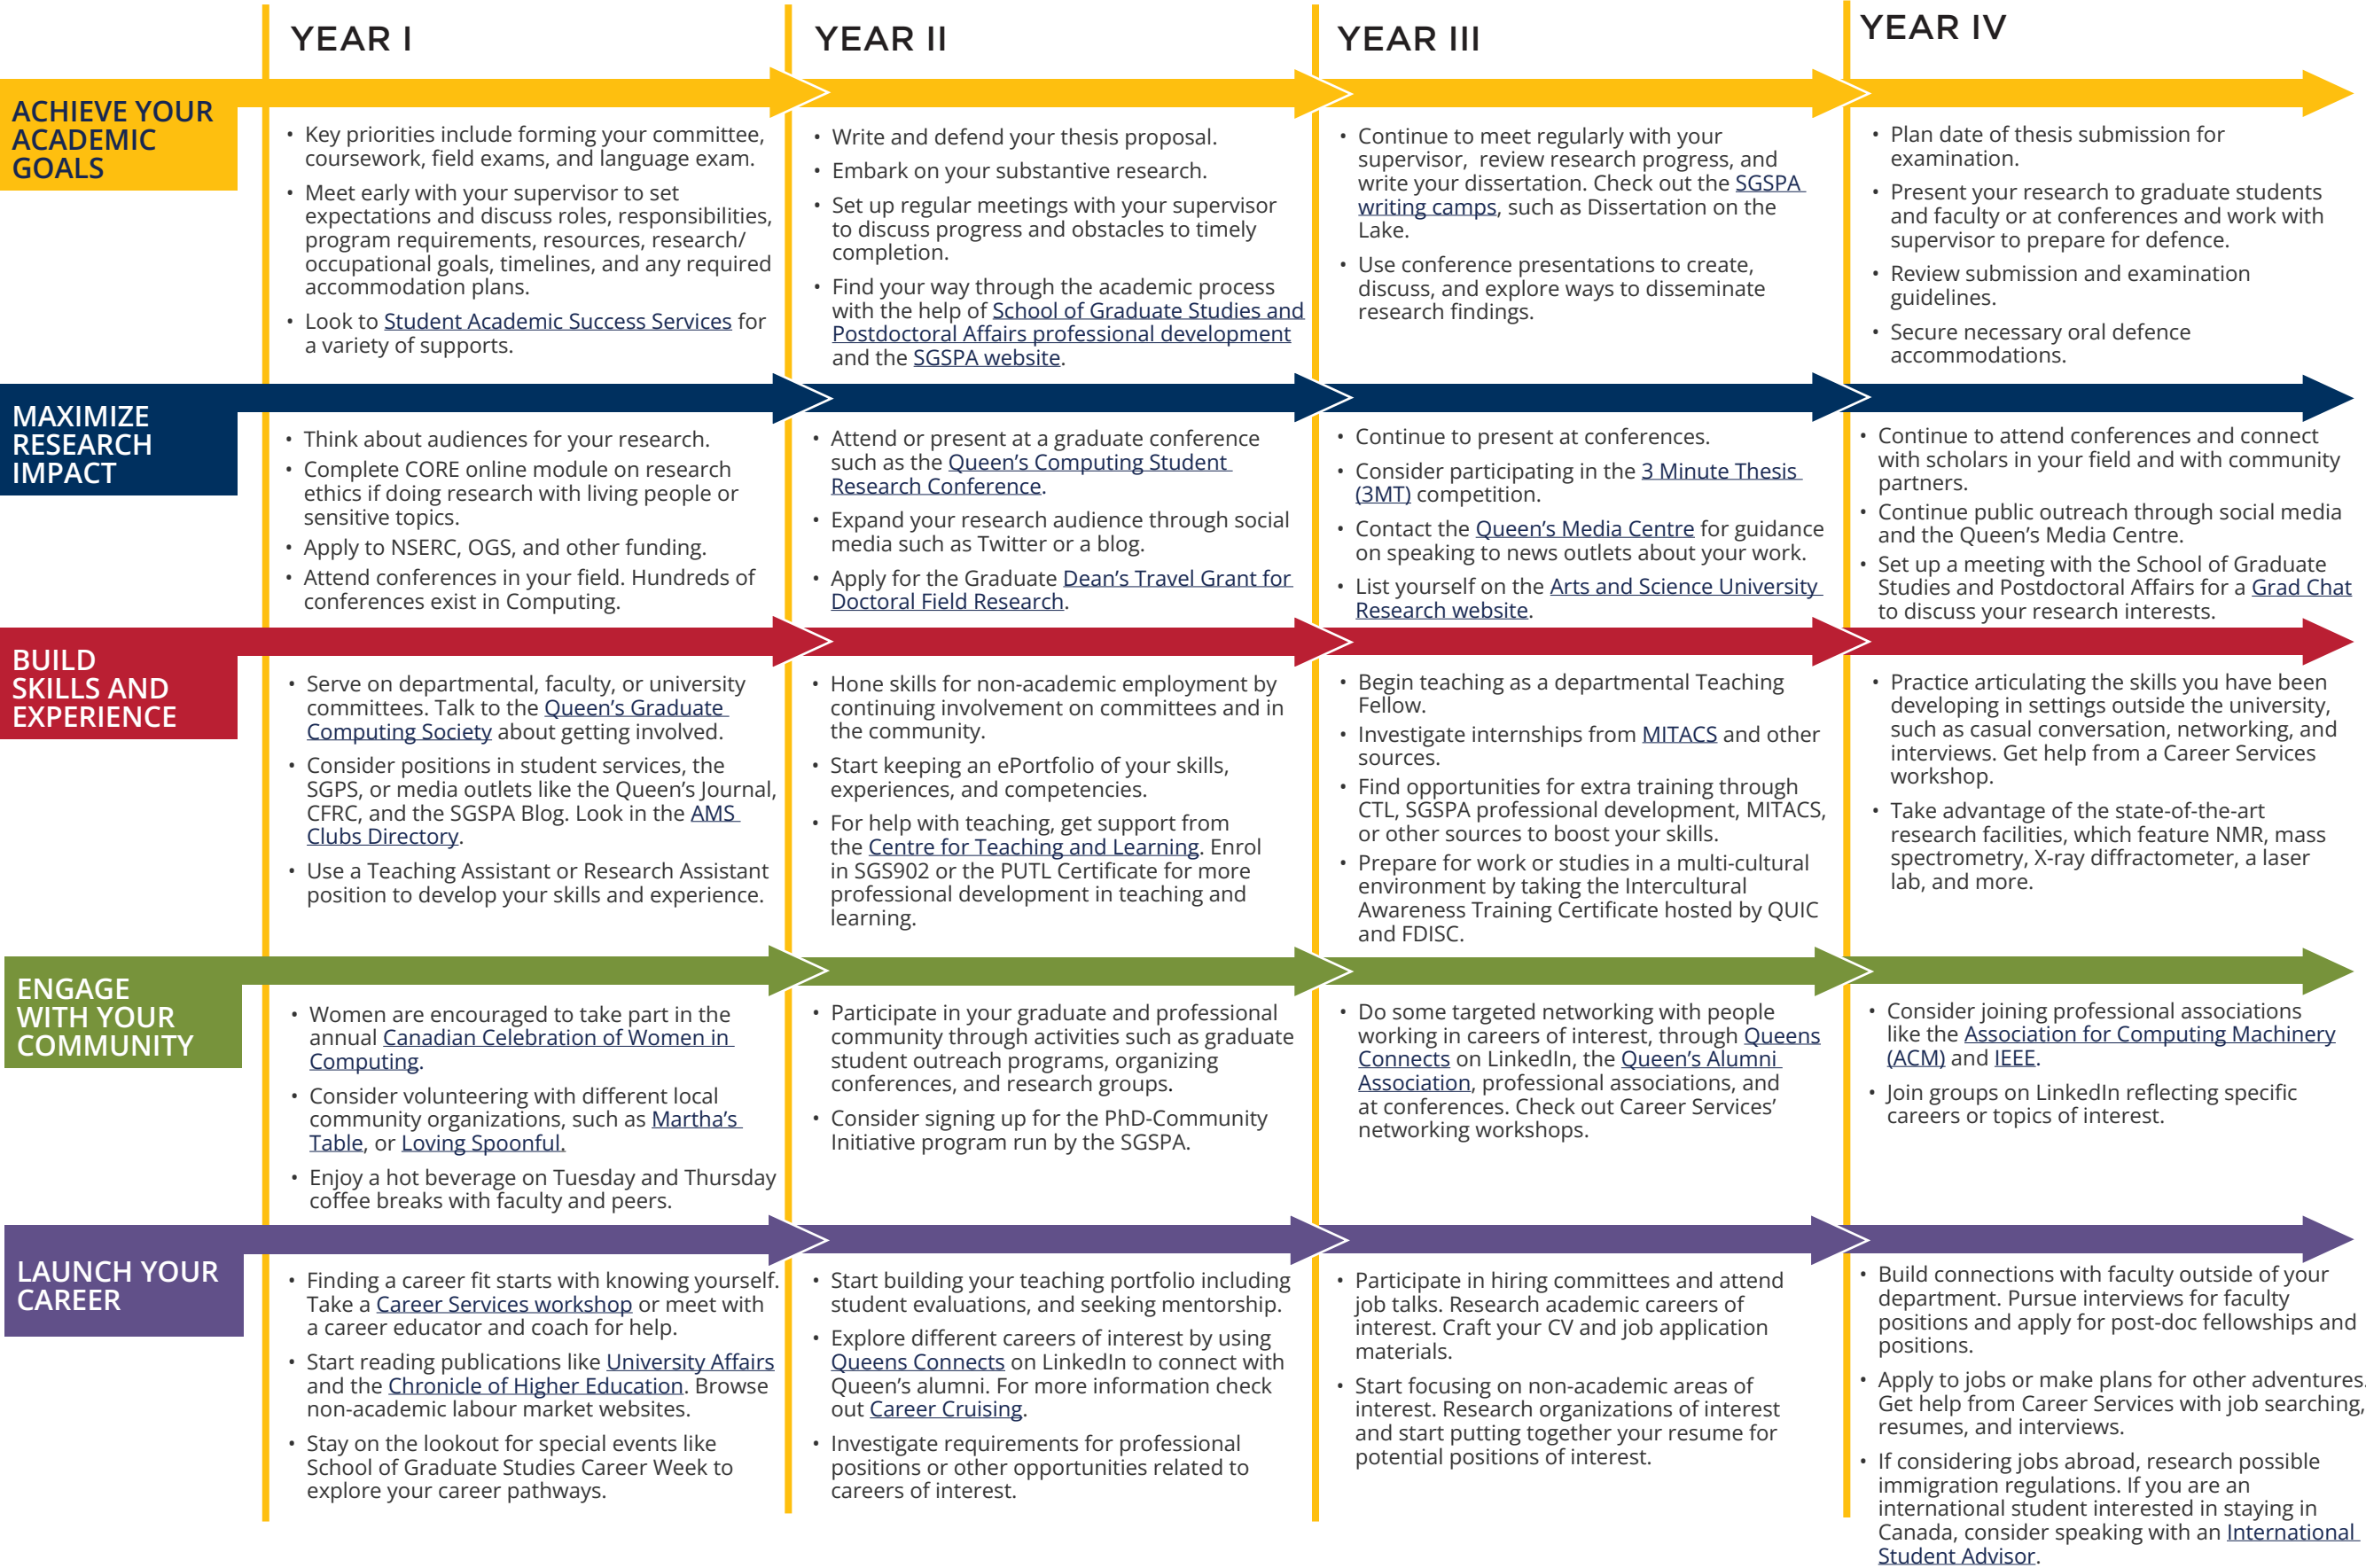 YEAR I
YEAR II
YEAR III
YEAR IV
ACHIEVE YOUR
ACADEMIC
GOALS
• Key priorities include forming your committee,
coursework, field exams, and language exam.
• Meet early with your supervisor to set
expectations and discuss roles, responsibilities,
program requirements, resources, research/
occupational goals, timelines, and any required
accommodation plans.
• Look to Student Academic Success Services for
a variety of supports.
• Write and defend your thesis proposal.
• Embark on your substantive research.
• Set up regular meetings with your supervisor
to discuss progress and obstacles to timely
completion.
• Find your way through the academic process
with the help of School of Graduate Studies and
Postdoctoral Affairs professional development
and the SGSPA website.
• Continue to meet regularly with your
supervisor, review research progress, and
write your dissertation. Check out the SGSPA
writing camps, such as Dissertation on the
Lake.
• Use conference presentations to create,
discuss, and explore ways to disseminate
research findings.
• Plan date of thesis submission for
examination.
• Present your research to graduate students
and faculty or at conferences and work with
supervisor to prepare for defence.
• Review submission and examination
guidelines.
• Secure necessary oral defence
accommodations.
MAXIMIZE
RESEARCH
IMPACT
• Think about audiences for your research.
• Complete CORE online module on research
ethics if doing research with living people or
sensitive topics.
• Apply to NSERC, OGS, and other funding.
• Attend conferences in your field. Hundreds of
conferences exist in Computing.
• Attend or present at a graduate conference
such as the Queen’s Computing Student
Research Conference.
• Expand your research audience through social
media such as Twitter or a blog.
• Apply for the Graduate Dean’s Travel Grant for
Doctoral Field Research.
• Continue to present at conferences.
• Consider participating in the 3 Minute Thesis
(3MT) competition.
• Contact the Queen’s Media Centre for guidance
on speaking to news outlets about your work.
• List yourself on the Arts and Science University
Research website.
• Continue to attend conferences and connect
with scholars in your field and with community
partners.
• Continue public outreach through social media
and the Queen’s Media Centre.
• Set up a meeting with the School of Graduate
Studies and Postdoctoral Affairs for a Grad Chat
to discuss your research interests.
BUILD
SKILLS AND
EXPERIENCE
• Serve on departmental, faculty, or university
committees. Talk to the Queen’s Graduate
Computing Society about getting involved.
• Consider positions in student services, the
SGPS, or media outlets like the Queen’s Journal,
CFRC, and the SGSPA Blog. Look in the AMS
Clubs Directory.
• Use a Teaching Assistant or Research Assistant
position to develop your skills and experience.
• Hone skills for non-academic employment by
continuing involvement on committees and in
the community.
• Start keeping an ePortfolio of your skills,
experiences, and competencies.
• For help with teaching, get support from
the Centre for Teaching and Learning. Enrol
in SGS902 or the PUTL Certificate for more
professional development in teaching and
learning.
• Begin teaching as a departmental Teaching
Fellow.
• Investigate internships from MITACS and other
sources.
• Find opportunities for extra training through
CTL, SGSPA professional development, MITACS,
or other sources to boost your skills.
• Prepare for work or studies in a multi-cultural
environment by taking the Intercultural
Awareness Training Certificate hosted by QUIC
and FDISC.
• Practice articulating the skills you have been
developing in settings outside the university,
such as casual conversation, networking, and
interviews. Get help from a Career Services
workshop.
• Take advantage of the state-of-the-art
research facilities, which feature NMR, mass
spectrometry, X-ray diffractometer, a laser
lab, and more.
ENGAGE
WITH YOUR
COMMUNITY
• Women are encouraged to take part in the
annual Canadian Celebration of Women in
Computing.
• Consider volunteering with different local
community organizations, such as Martha’s
Table, or Loving Spoonful.
• Enjoy a hot beverage on Tuesday and Thursday
coffee breaks with faculty and peers.
• Participate in your graduate and professional
community through activities such as graduate
student outreach programs, organizing
conferences, and research groups.
• Consider signing up for the PhD-Community
Initiative program run by the SGSPA.
• Do some targeted networking with people
working in careers of interest, through Queens
Connects on LinkedIn, the Queen’s Alumni
Association, professional associations, and
at conferences. Check out Career Services’
networking workshops.
• Consider joining professional associations
like the Association for Computing Machinery
(ACM) and IEEE.
• Join groups on LinkedIn reflecting specific
careers or topics of interest.
LAUNCH YOUR
CAREER
• Finding a career fit starts with knowing yourself.
Take a Career Services workshop or meet with
a career educator and coach for help.
• Start reading publications like University Affairs
and the Chronicle of Higher Education. Browse
non-academic labour market websites.
• Stay on the lookout for special events like
School of Graduate Studies Career Week to
explore your career pathways.
• Start building your teaching portfolio including
student evaluations, and seeking mentorship.
• Explore different careers of interest by using
Queens Connects on LinkedIn to connect with
Queen’s alumni. For more information check
out Career Cruising.
• Investigate requirements for professional
positions or other opportunities related to
careers of interest.
• Participate in hiring committees and attend
job talks. Research academic careers of
interest. Craft your CV and job application
materials.
• Start focusing on non-academic areas of
interest. Research organizations of interest
and start putting together your resume for
potential positions of interest.
• Build connections with faculty outside of your
department. Pursue interviews for faculty
positions and apply for post-doc fellowships and
positions.
• Apply to jobs or make plans for other adventures.
Get help from Career Services with job searching,
resumes, and interviews.
• If considering jobs abroad, research possible
immigration regulations. If you are an
international student interested in staying in
Canada, consider speaking with an International
Student Advisor.